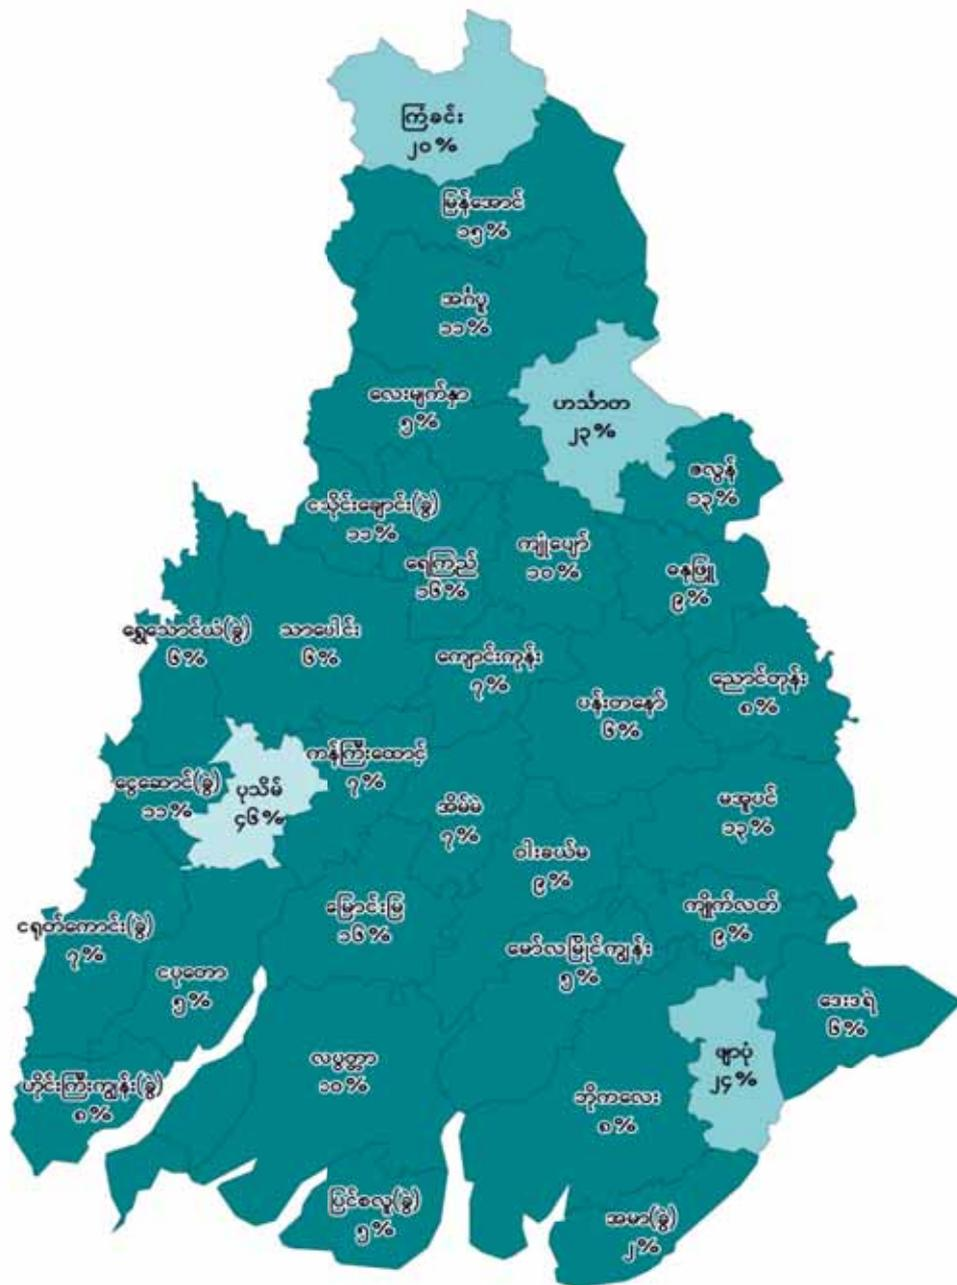 ကြံခင်း
၂၀%
မြန်အောင်
၁၅%
အင်္ဂပူ
၁၁%
လေးမျက်နှာ
၅%
ဟင်္သာတ
၂၃%
ဇလွန်
၁၃%
ငသိုင်းချောင်း(ခွဲ)
၁၁%
ရေကြည်
၁၆%
ကျုံပျော်
၁၀%
ဓနုဖြူ
၉%
ရွှေသောင်ယံ(ခွဲ)
၆%
သာပေါင်း
၆%
ကျောင်းကုန်း
၇%
ပန်းတနော်
၆%
ညောင်တုန်း
၈%
ငွေဆောင်(ခွဲ)
၁၁%
ပုသိမ်
၄၆%
ကန်ကြီးထောင့်
၇%
အိမ်မဲ
၇%
ဝါးခယ်မ
၉%
မအူပင်
၁၃%
ငရုတ်ကောင်း(ခွဲ)
၇%
ငပုတော
၅%
မြောင်းမြ
၁၆%
မော်လမြိုင်ကျွန်း
၅%
ကျိုက်လတ်
၉%
ဒေးဒရဲ
၆%
ဟိုင်းကြီးကျွန်း(ခွဲ)
၈%
လပွတ္တာ
၁၀%
ဘိုကလေး
၈%
ဖျာပုံ
၂၄%
ပြင်စလူ(ခွဲ)
၅%
အမာ(ခွဲ)
၂%